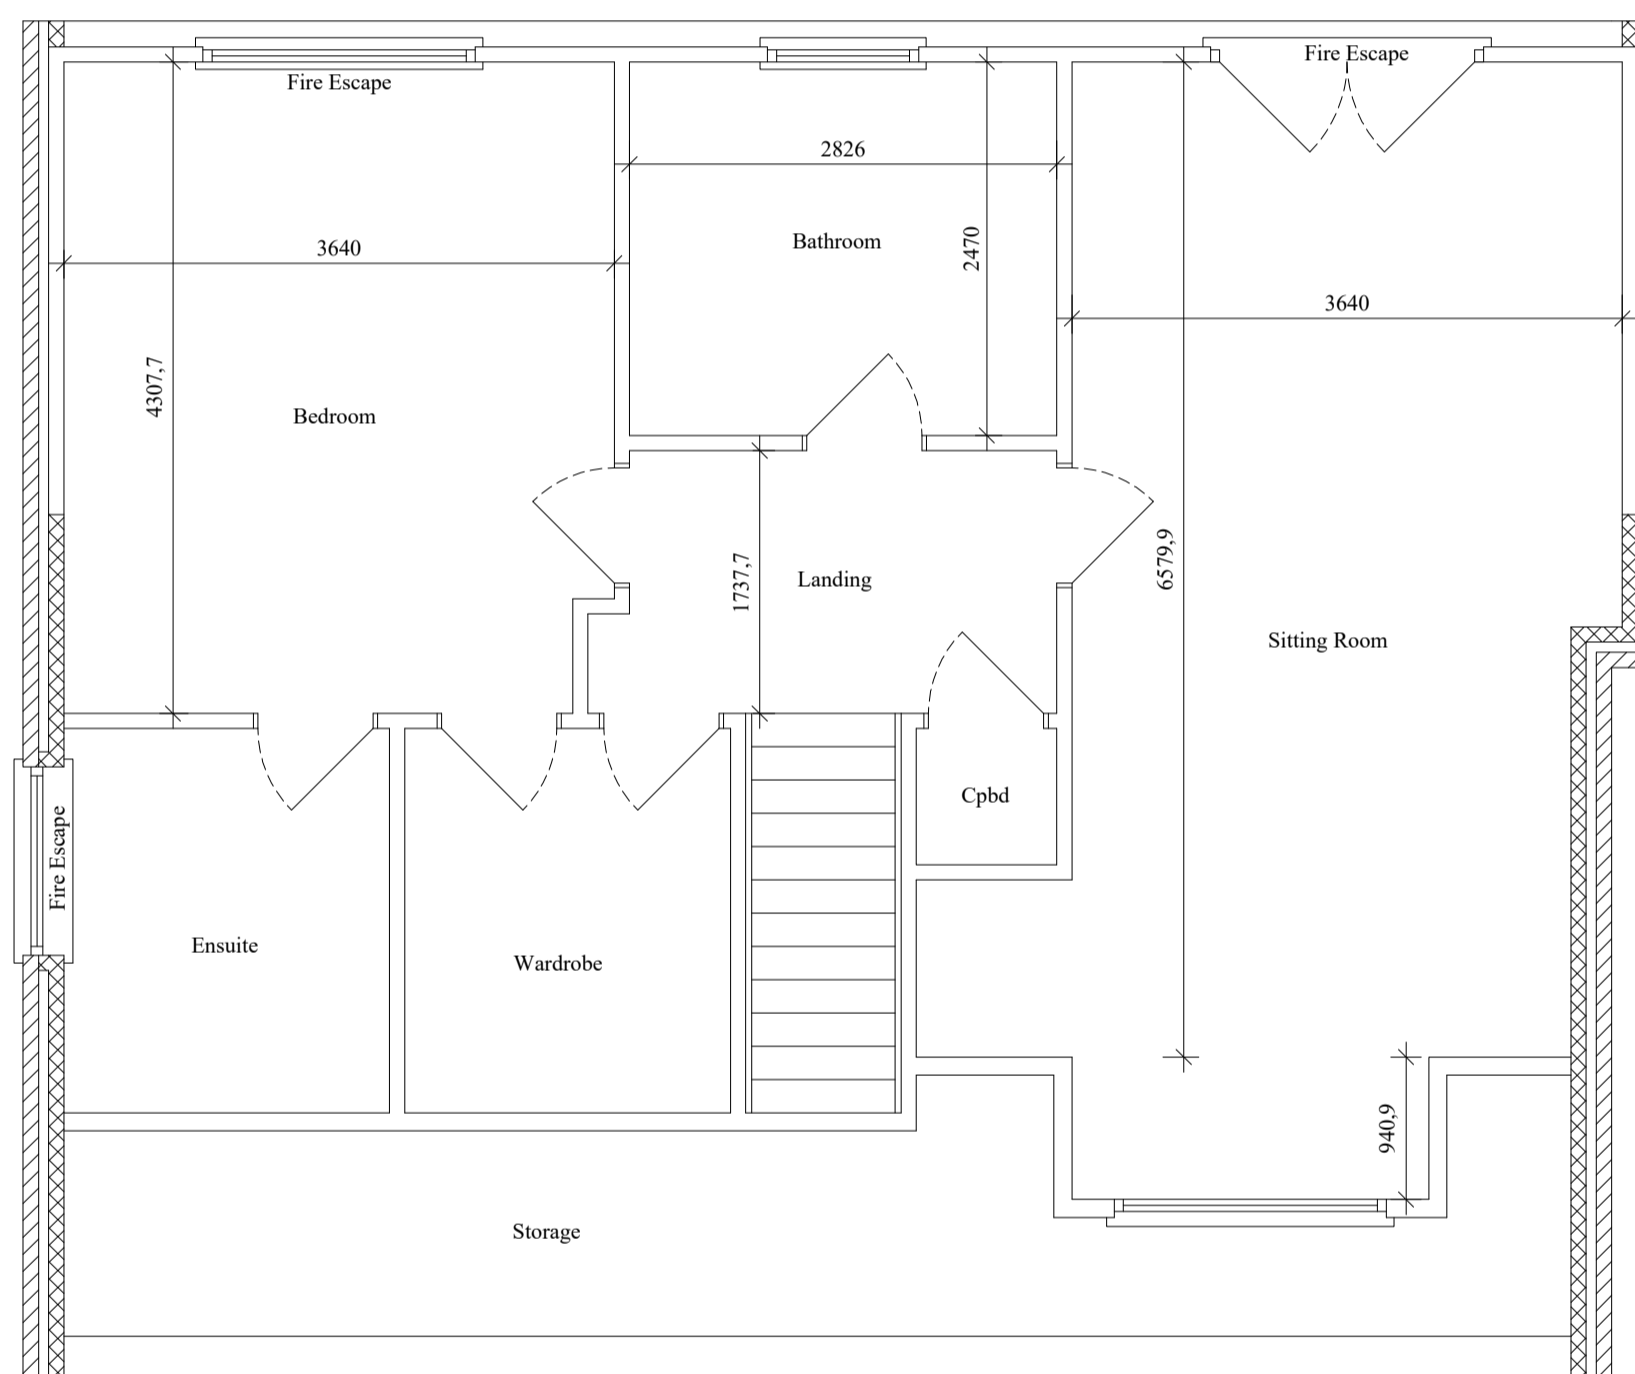 Fire Escape
Fire Escape
2826
Bathroom
2470
3640
3640
4307,7
Bedroom
1737,7
Landing
6579,9
Sitting Room
Cpbd
Fire Escape
Ensuite
Wardrobe
940,9
Storage